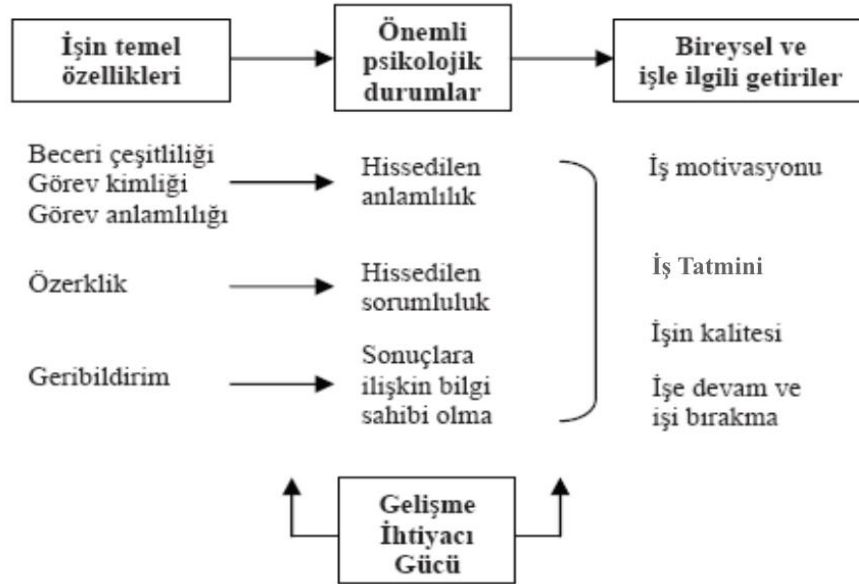 İşin temel
özellikleri
Önemli
psikolojik
durumlar
Bireysel ve
işle ilgili getiriler
Beceri çeşitliliği
Görev kimliği
Görev anlamlılığı
Hissedilen
anlamlılık
İş motivasyonu
Özerklik
Hissedilen
sorumluluk
İş Tatmini
İşin kalitesi
Geribildirim
Sonuçlara
ilişkin bilgi
sahibi olma
İşe devam ve
işi bırakma
Gelişme
İhtiyacı
Gücü